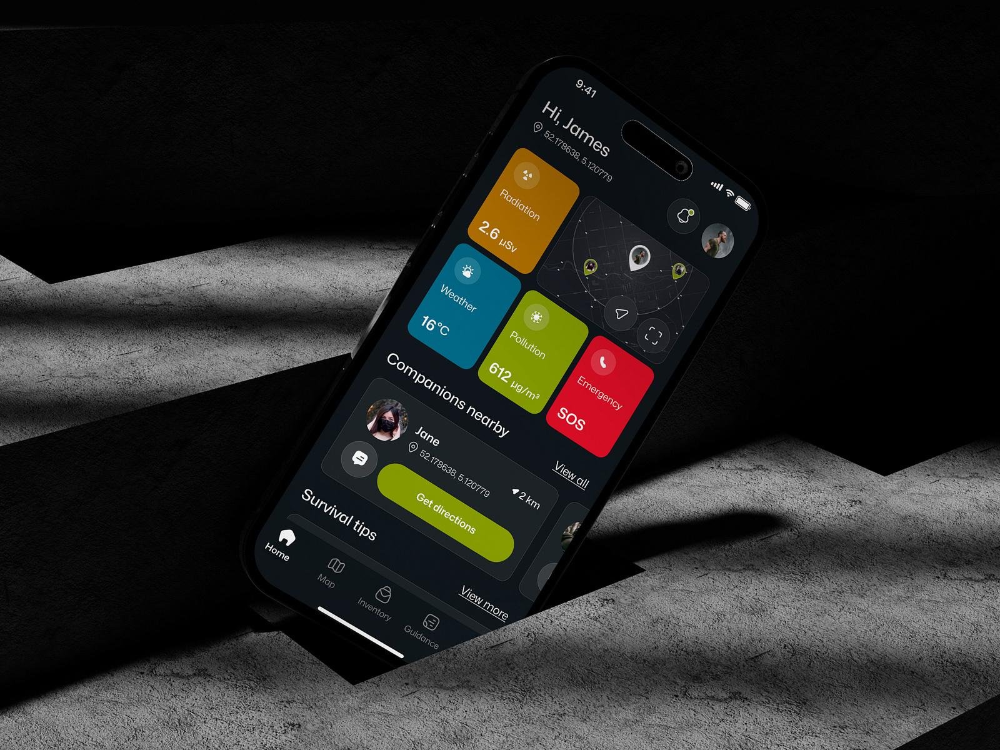 9:41
Hi, James
52.178638, 5.120779
Radiation
2.6 µSv
Weather
16°C
Pollution
612 µg/m³
Emergency
SOS
Companions nearby
View all
Jane
52.178638, 5.120779
2 km
Get directions
Survival tips
View more
Home
Map
Inventory
Guidance